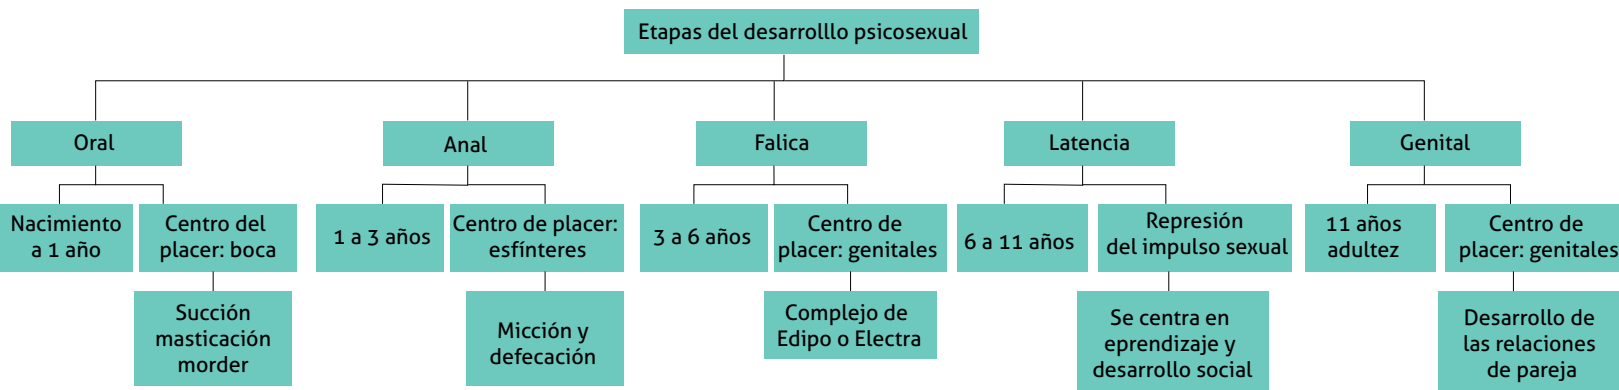 Etapas del desarrolllo psicosexual
Oral
Anal
Falica
Latencia
Genital
Nacimiento
a 1 año
Centro del
placer: boca
1 a 3 años
Centro de placer:
esfínteres
3 a 6 años
Centro de
placer: genitales
6 a 11 años
Represión
del impulso sexual
11 años
adultez
Centro de
placer: genitales
Succión
masticación
morder
Micción y
defecación
Complejo de
Edipo o Electra
Se centra en
eprendizaje y
desarrollo social
Desarrollo de
las relaciones
de pareja